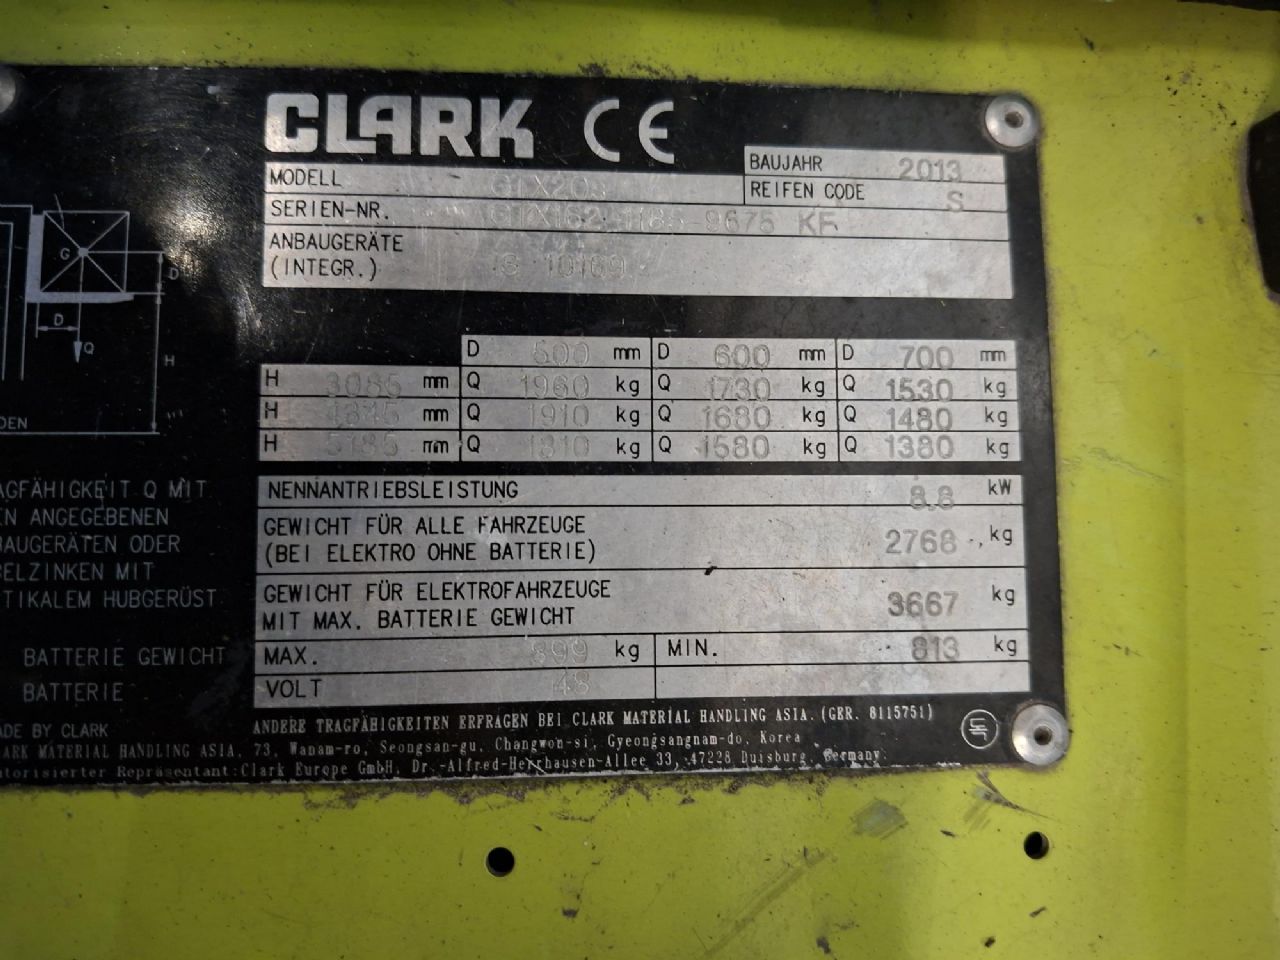 CLARK CE
BAUJAHR 2013
MODELL GTX20s
REIFEN CODE S
SERIEN-NR. 9675 KF
ANBAUGERÄTE
(INTEGR.) 10169
G
D
D
Q
H
D 500 mm D 600 mm D 700 mm
H 3085 mm Q 1960 kg Q 1730 kg Q 1530 kg
H mm Q 1910 kg Q 1680 kg Q 1480 kg
H 5185 mm Q 1810 kg Q 1580 kg Q 1380 kg
DEN
AGFÄHIGKEIT Q MIT
EN ANGEGEBENEN
BAUGERÄTEN ODER
BELZINKEN MIT
TIKALEM HUBGERÜST
NENNANTRIEBSLEISTUNG 8.8 kW
GEWICHT FÜR ALLE FAHRZEUGE
(BEI ELEKTRO OHNE BATTERIE) 2768 kg
GEWICHT FÜR ELEKTROFAHRZEUGE
MIT MAX. BATTERIE GEWICHT 3667 kg
BATTERIE GEWICHT MAX. 899 kg MIN. 813 kg
BATTERIE VOLT 48
ADE BY CLARK ANDERE TRAGFÄHIGKEITEN ERFRAGEN BEI CLARK MATERIAL HANDLING ASIA. (GER. 8115751)
ARK MATERIAL HANDLING ASIA, 73, Wanam-ro, Seongsan-gu, Changwon-si, Gyeongsangnam-do, Korea
utorisierter Repräsentant: Clark Europe GmbH, Dr.-Alfred-Herrhausen-Allee 33, 47228 Duisburg, Germany.